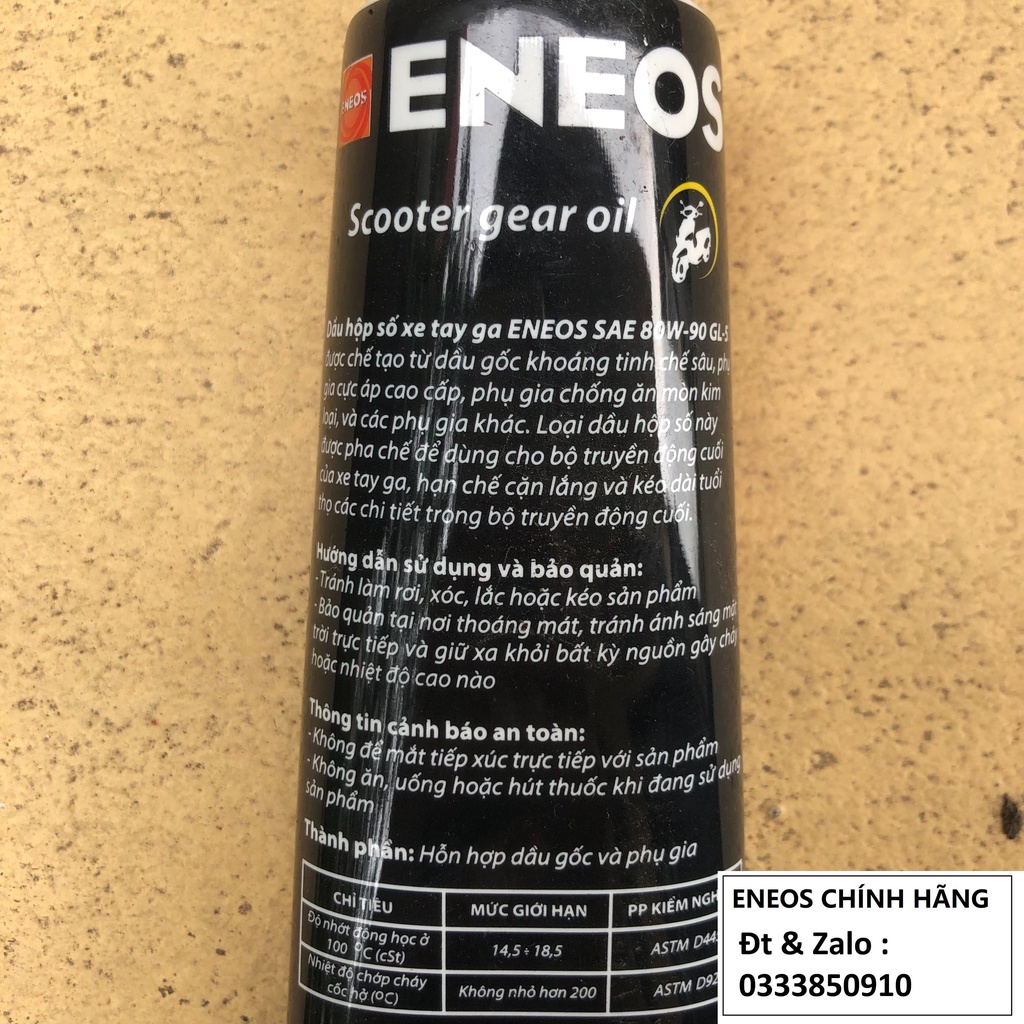 ENEOS
ENEOS
Scooter gear oil
Dầu hộp số xe tay ga ENEOS SAE 80W-90 GL-5
được chế tạo từ dầu gốc khoáng tinh chế sâu, phụ
gia cực áp cao cấp, phụ gia chống ăn mòn kim
loại, và các phụ gia khác. Loại dầu hộp số này
được pha chế để dùng cho bộ truyền động cuối
của xe tay ga, hạn chế cặn lắng và kéo dài tuổi
thọ các chi tiết trong bộ truyền động cuối.
Hướng dẫn sử dụng và bảo quản:
- Tránh làm rơi, xóc, lắc hoặc kéo sản phẩm
- Bảo quản tại nơi thoáng mát, tránh ánh sáng mặt
trời trực tiếp và giữ xa khỏi bất kỳ nguồn gây cháy
hoặc nhiệt độ cao nào
Thông tin cảnh báo an toàn:
- Không để mắt tiếp xúc trực tiếp với sản phẩm
- Không ăn, uống hoặc hút thuốc khi đang sử dụng
sản phẩm
Thành phần: Hỗn hợp dầu gốc và phụ gia
CHỈ TIÊU MỨC GIỚI HẠN PP KIỂM NGH
Độ nhớt động học ở
100 °C (cSt) 14,5 ÷ 18,5 ASTM D44
Nhiệt độ chớp cháy
cốc hở (°C) Không nhỏ hơn 200 ASTM D92
ENEOS CHÍNH HÃNG
Đt & Zalo :
0333850910